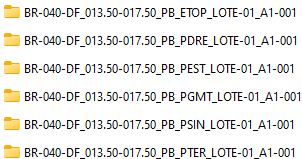 BR-040-DF_013.50-017.50_PB_ETOP_LOTE-01_A1-001
BR-040-DF_013.50-017.50_PB_PDRE_LOTE-01_A1-001
BR-040-DF_013.50-017.50_PB_PEST_LOTE-01_A1-001
BR-040-DF_013.50-017.50_PB_PGMT_LOTE-01_A1-001
BR-040-DF_013.50-017.50_PB_PSIN_LOTE-01_A1-001
BR-040-DF_013.50-017.50_PB_PTER_LOTE-01_A1-001